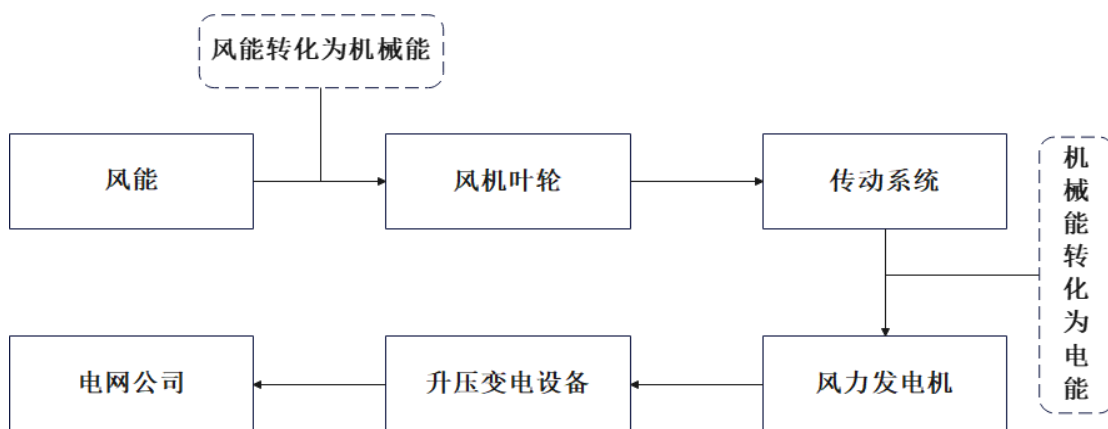 风能转化为机械能
风能
风机叶轮
传动系统
机械能转化为电能
电网公司
升压变电设备
风力发电机